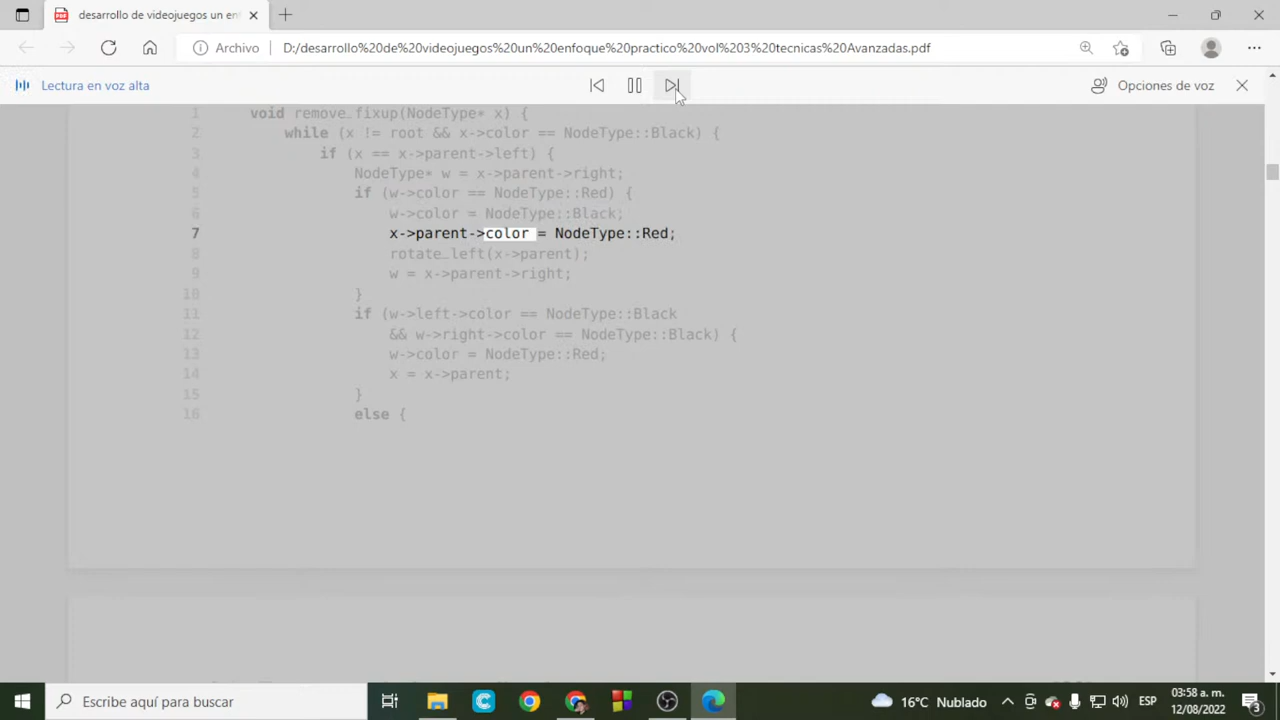 desarrollo de videojuegos un enf
Archivo
D:/desarrollo%20de%20videojuegos%20un%20enfoque%20practico%20vol%203%20tecnicas%20Avanzadas.pdf
Lectura en voz alta
Opciones de voz
1 void remove_fixup(NodeType* x) {
2 while (x != root && x->color == NodeType::Black) {
3 if (x == x->parent->left) {
4 NodeType* w = x->parent->right;
5 if (w->color == NodeType::Red) {
6 w->color = NodeType::Black;
7 x->parent->color = NodeType::Red;
8 rotate_left(x->parent);
9 w = x->parent->right;
10 }
11 if (w->left->color == NodeType::Black
12 && w->right->color == NodeType::Black) {
13 w->color = NodeType::Red;
14 x = x->parent;
15 }
16 else {
Escribe aquí para buscar
16°C Nublado
ESP
03:58 a. m.
12/08/2022
3